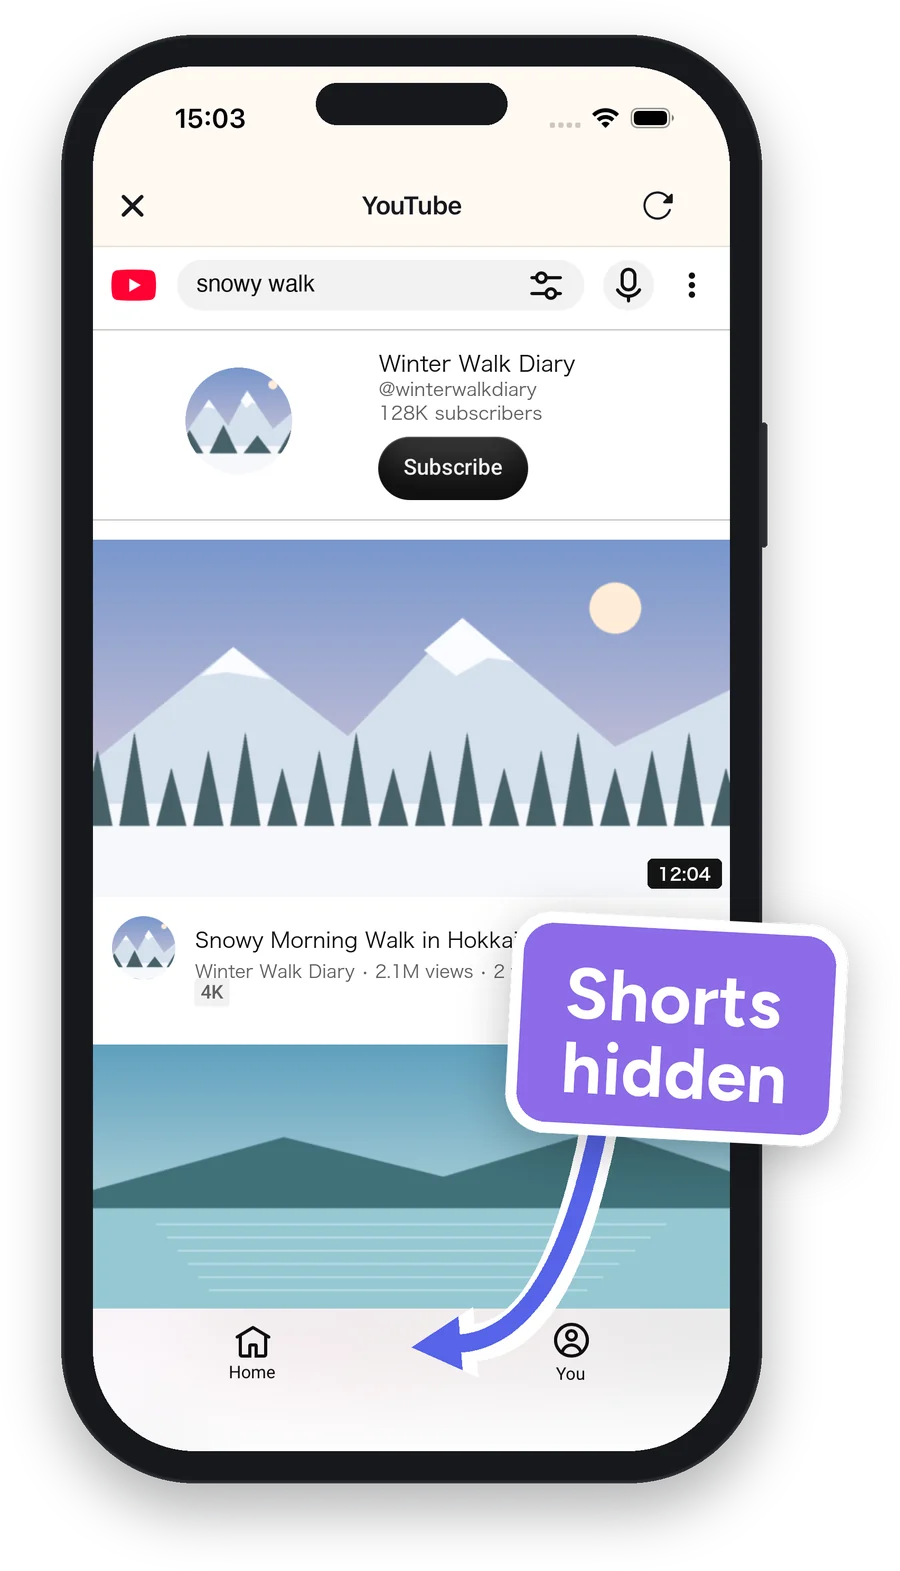 15:03
YouTube
snowy walk
Winter Walk Diary
@winterwalkdiary
128K subscribers
Subscribe
12:04
Snowy Morning Walk in
Winter Walk Diary · 2.1M views · 2
4K
Shorts
hidden
Home
You